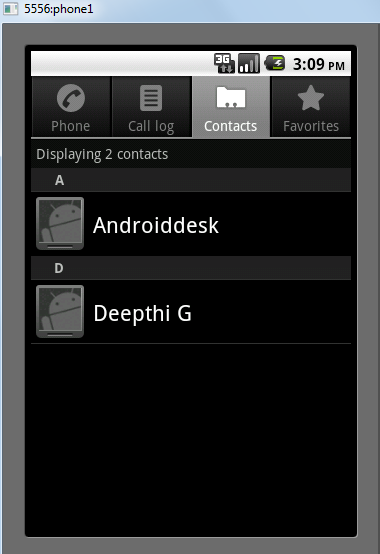 5556:phone1
3G 3:09 PM
Phone Call log Contacts Favorites
Displaying 2 contacts
A
Androiddesk
D
Deepthi G